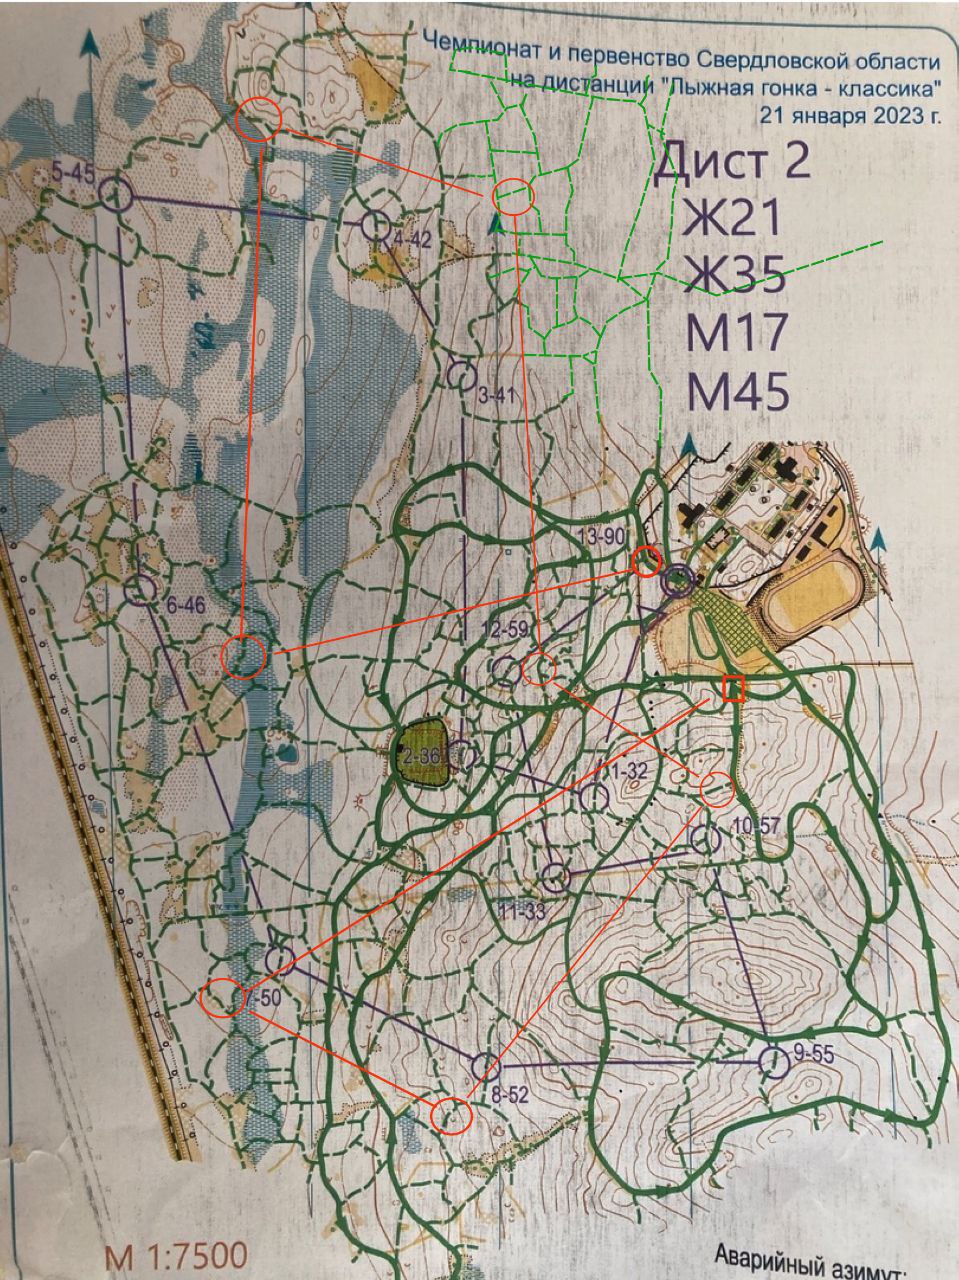 Чемпионат и первенство Свердловской области
на дистанции "Лыжная гонка - классика"
21 января 2023 г.
Дист 2
Ж21
Ж35
М17
М45
5-45
4-42
3-41
13-90
6-46
12-59
2-36
1-32
10-57
11-33
7-50
9-55
8-52
М 1:7500
Аварийный азимут: